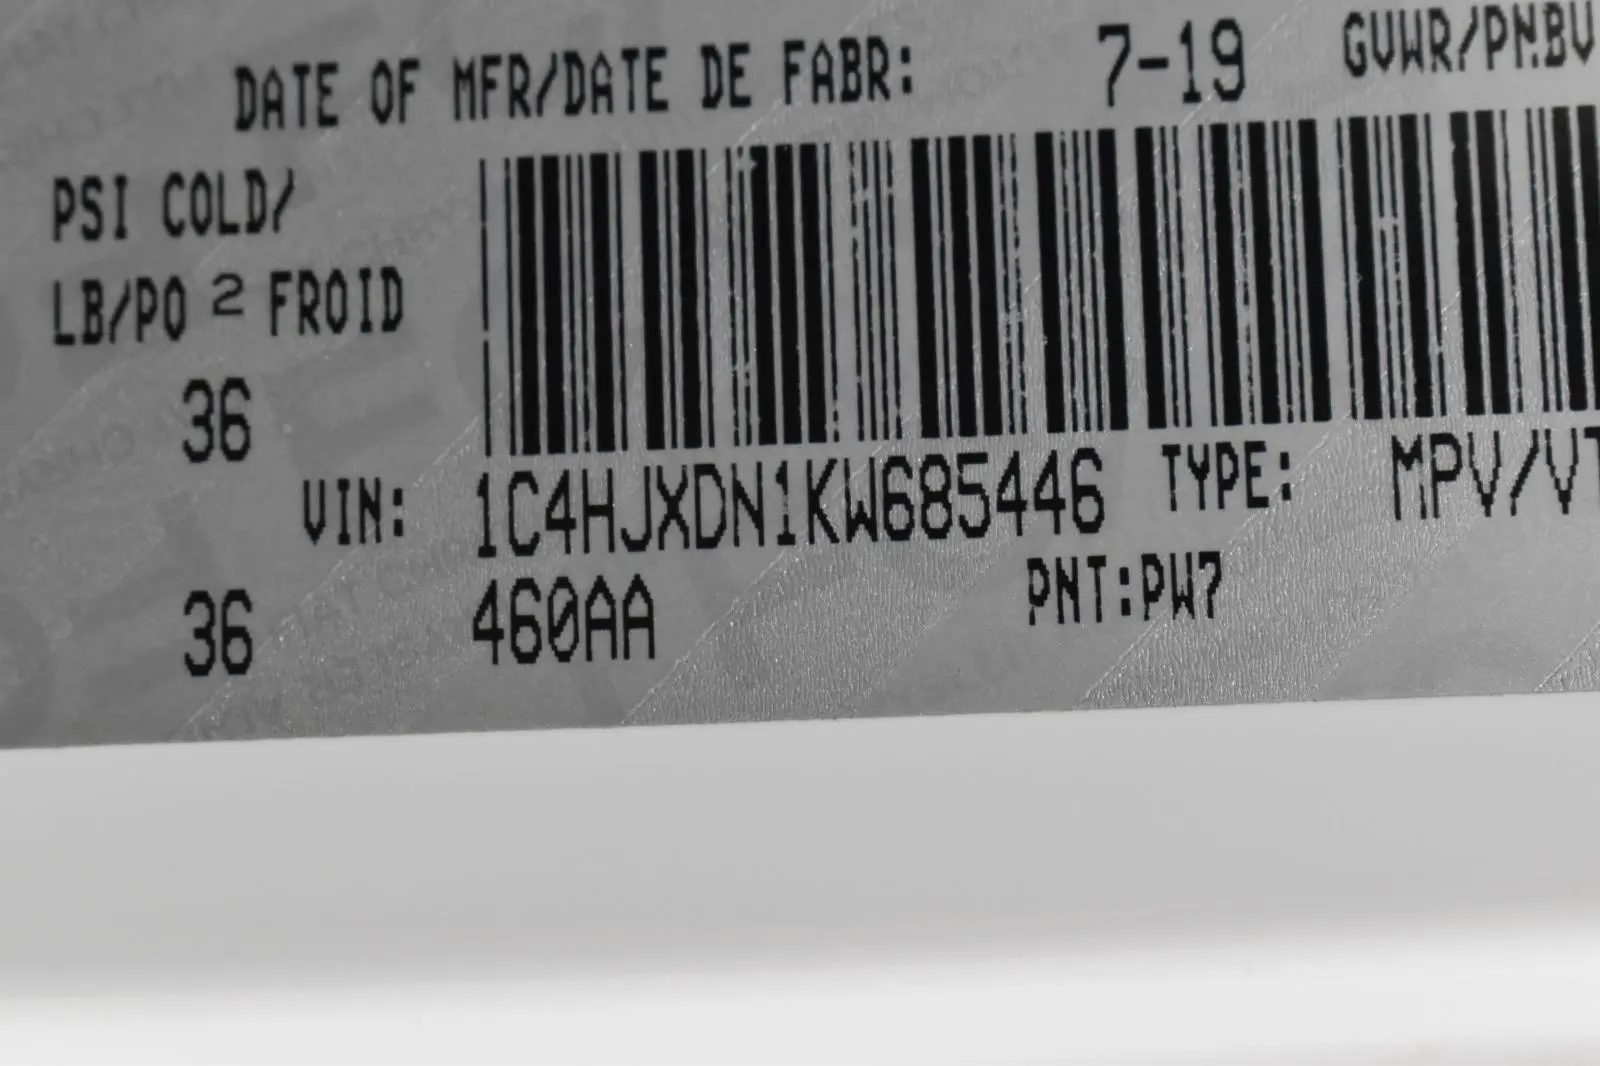 DATE OF MFR/DATE DE FABR: 7-19 GVWR/PNBV
PSI COLD/
LB/PO 2 FROID
36
VIN: 1C4HJXDN1KW685446 TYPE: MPV/VT
36 460AA PNT:PW7